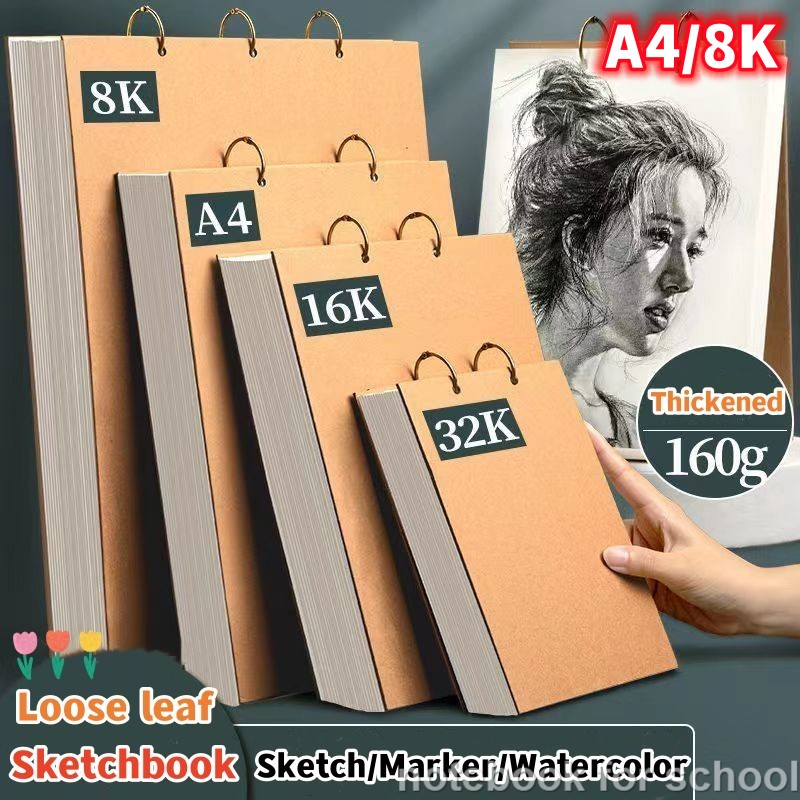 A4/8K
8K
A4
16K
32K
Thickened
160g
Loose leaf
Sketchbook
Sketch/Marker/Watercolor
notebook for school